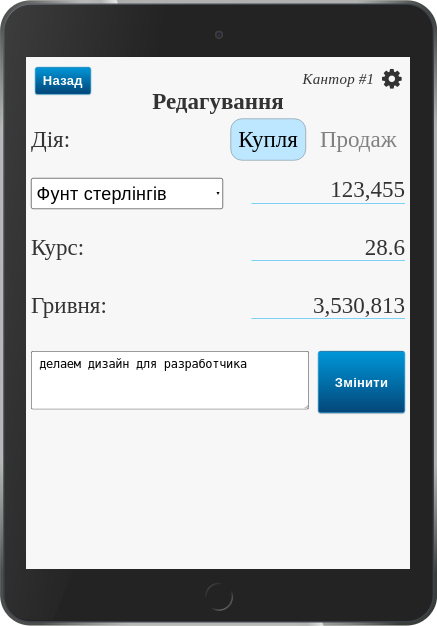 Назад
Кантор #1
Редагування
Дія:
Купля Продаж
Фунт стерлінгів 123,455
Курс: 28.6
Гривня: 3,530,813
делаем дизайн для разработчика
Змінити